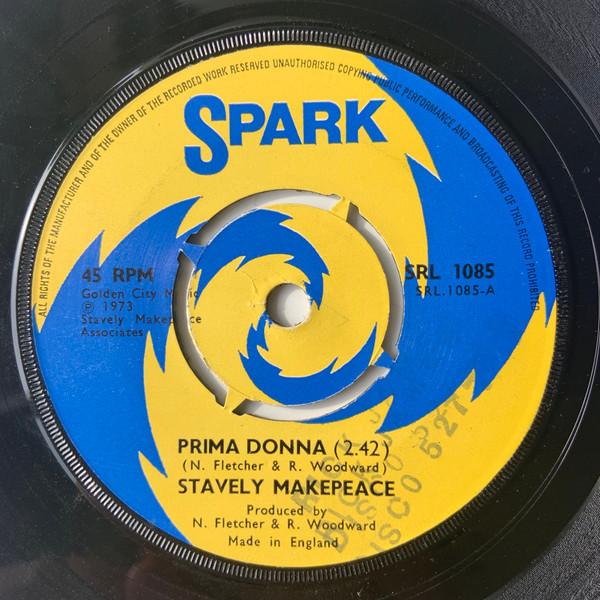 ALL RIGHTS OF THE MANUFACTURER AND OF THE OWNER OF THE RECORDED WORK RESERVED UNAUTHORISED COPYING PUBLIC PERFORMANCE AND BROADCASTING OF THIS RECORD PROHIBITED
SPARK
45 RPM
Golden City Music
℗ 1973
Stavely Makepeace
Associates
SRL 1085
SRL.1085-A
PRIMA DONNA (2.42)
(N. Fletcher & R. Woodward)
STAVELY MAKEPEACE
Produced by
N. Fletcher & R. Woodward
Made in England